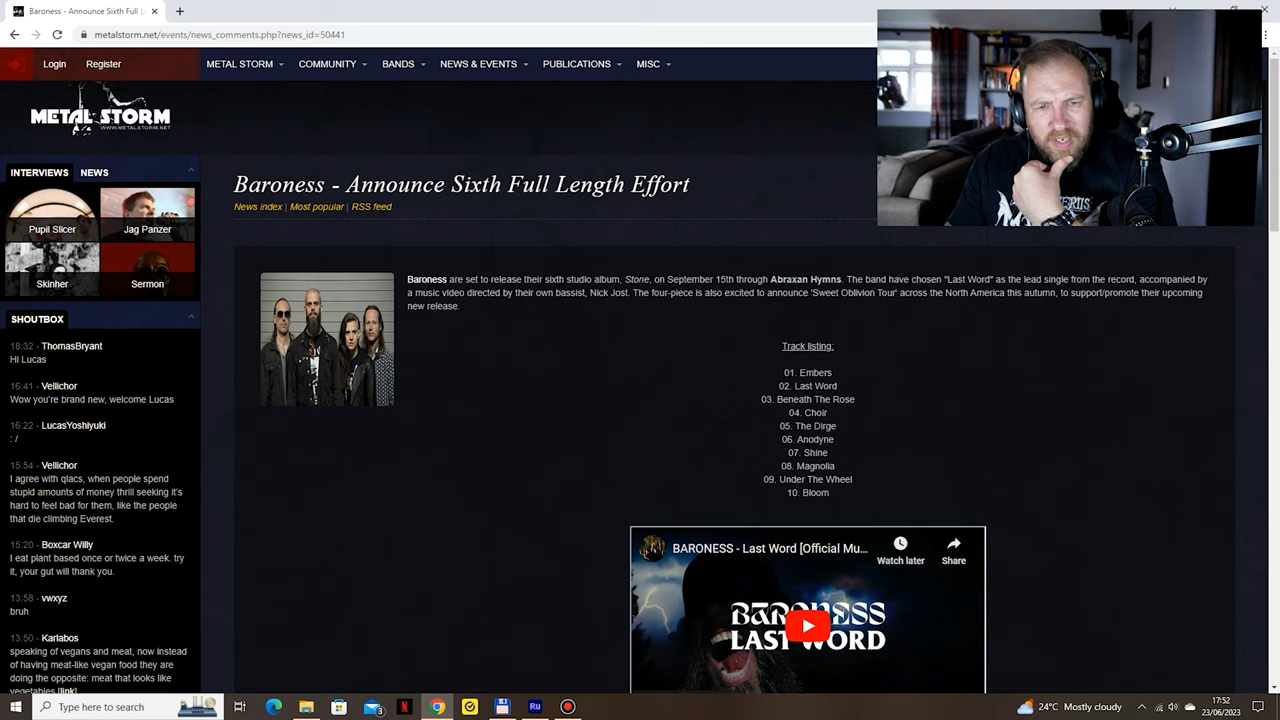 Baroness - Announce Sixth Full L
metalstorm.net/events/news_comments.php?news_id=50441
Login
Register
METAL STORM
COMMUNITY
BANDS
NEWS & EVENTS
PUBLICATIONS
MISC
METAL STORM
WWW.METALSTORM.NET
INTERVIEWS
NEWS
Pupil Slicer
Jag Panzer
Skinher
Sermon
SHOUTBOX
18:32 - ThomasBryant
Hi Lucas
16:41 - Vellichor
Wow you're brand new, welcome Lucas
16:22 - LucasYoshiyuki
: /
15:54 - Vellichor
I agree with qlacs, when people spend
stupid amounts of money thrill seeking it's
hard to feel bad for them, like the people
that die climbing Everest.
15:20 - Boxcar Willy
I eat plant based once or twice a week. try
it, your gut will thank you.
13:58 - vwxyz
bruh
13:50 - Karlabos
speaking of vegans and meat, now instead
of having meat-like vegan food they are
doing the opposite: meat that looks like
vegetables [link]
Baroness - Announce Sixth Full Length Effort
News index | Most popular | RSS feed
Baroness are set to release their sixth studio album, Stone, on September 15th through Abraxan Hymns. The band have chosen "Last Word" as the lead single from the record, accompanied by
a music video directed by their own bassist, Nick Jost. The four-piece is also excited to announce 'Sweet Oblivion Tour' across the North America this autumn, to support/promote their upcoming
new release.
Track listing:
01. Embers
02. Last Word
03. Beneath The Rose
04. Choir
05. The Dirge
06. Anodyne
07. Shine
08. Magnolia
09. Under The Wheel
10. Bloom
BARONESS - Last Word [Official Mu...
Watch later
Share
BARONESS
LAST WORD
Type here to search
3
N
Ru
24°C Mostly cloudy
17:52
23/06/2023